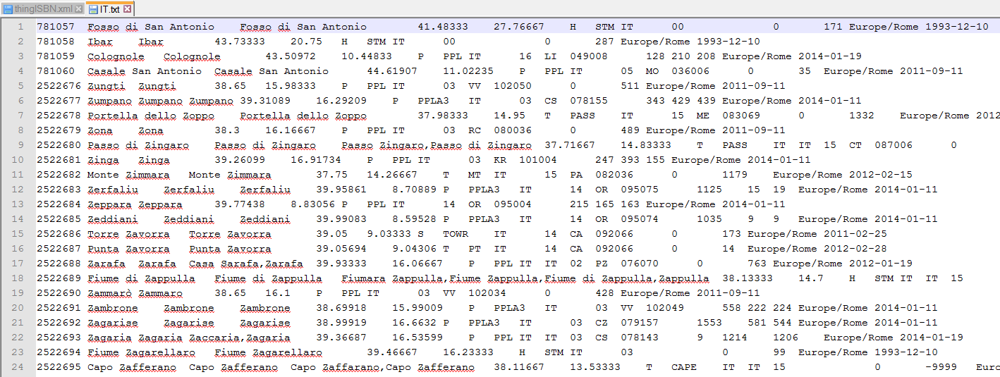 thingISBN.xml IT.txt
1 781057 Fosso di San Antonio Fosso di San Antonio 41.48333 27.76667 H STM IT 00 0 171 Europe/Rome 1993-12-10
2 781058 Ibar Ibar 43.73333 20.75 H STM IT 00 0 287 Europe/Rome 1993-12-10
3 781059 Colognole Colognole 43.50972 10.44833 P PPL IT 16 LI 049008 128 210 208 Europe/Rome 2014-01-19
4 781060 Casale San Antonio Casale San Antonio 44.61907 11.02235 P PPL IT 05 MO 036006 0 35 Europe/Rome 2011-09-11
5 2522676 Zungti Zungti 38.65 15.98333 P PPL IT 03 VV 102050 0 511 Europe/Rome 2011-09-11
6 2522677 Zumpano Zumpano Zumpano 39.31089 16.29209 P PPLA3 IT 03 CS 078155 343 429 439 Europe/Rome 2014-01-11
7 2522678 Portella dello Zoppo Portella dello Zoppo 37.98333 14.95 T PASS IT 15 ME 083069 0 1332 Europe/Rome 2012
8 2522679 Zona Zona 38.3 16.16667 P PPL IT 03 RC 080036 0 489 Europe/Rome 2011-09-11
9 2522680 Passo di Zingaro Passo di Zingaro Passo Zingaro,Passo di Zingaro 37.71667 14.83333 T PASS IT IT 15 CT 087006 0
10 2522681 Zinga Zinga 39.26099 16.91734 P PPL IT 03 KR 101004 247 393 155 Europe/Rome 2014-01-11
11 2522682 Monte Zimmara Monte Zimmara 37.75 14.26667 T MT IT 15 PA 082036 0 1179 Europe/Rome 2012-02-15
12 2522683 Zerfaliu Zerfaliu Zerfaliu 39.95861 8.70889 P PPLA3 IT 14 OR 095075 1125 15 19 Europe/Rome 2014-01-11
13 2522684 Zeppara Zeppara 39.77438 8.83056 P PPL IT 14 OR 095004 215 165 163 Europe/Rome 2014-01-11
14 2522685 Zeddiani Zeddiani Zeddiani 39.99083 8.59528 P PPLA3 IT 14 OR 095074 1035 9 9 Europe/Rome 2014-01-11
15 2522686 Torre Zavorra Torre Zavorra 39.05 9.03333 S TOWR IT 14 CA 092066 0 173 Europe/Rome 2011-02-25
16 2522687 Punta Zavorra Punta Zavorra 39.05694 9.04306 T PT IT 14 CA 092066 0 14 Europe/Rome 2012-02-28
17 2522688 Zarafa Zarafa Casa Sarafa,Zarafa 39.93333 16.06667 P PPL IT IT 02 PZ 076070 0 763 Europe/Rome 2012-01-19
18 2522689 Fiume di Zappulla Fiume di Zappulla Fiumara Zappulla,Fiume Zappulla,Fiume di Zappulla,Zappulla 38.13333 14.7 H STM IT IT 15
19 2522690 Zammarò Zammaro 38.65 16.1 P PPL IT 03 VV 102034 0 428 Europe/Rome 2011-09-11
20 2522691 Zambrone Zambrone Zambrone 38.69918 15.99009 P PPLA3 IT 03 VV 102049 558 222 224 Europe/Rome 2014-01-11
21 2522692 Zagarise Zagarise Zagarise 38.99919 16.6632 P PPLA3 IT 03 CZ 079157 1553 581 544 Europe/Rome 2014-01-11
22 2522693 Zagaria Zagaria Zaccaria,Zagaria 39.36687 16.53599 P PPL IT IT 03 CS 078143 9 1214 1206 Europe/Rome 2014-01-19
23 2522694 Fiume Zagarellaro Fiume Zagarellaro 39.46667 16.23333 H STM IT 03 0 99 Europe/Rome 1993-12-10
24 2522695 Capo Zafferano Capo Zafferano Capo Zaffarano,Capo Zafferano 38.11667 13.53333 T CAPE IT IT 15 0 -9999 Euro